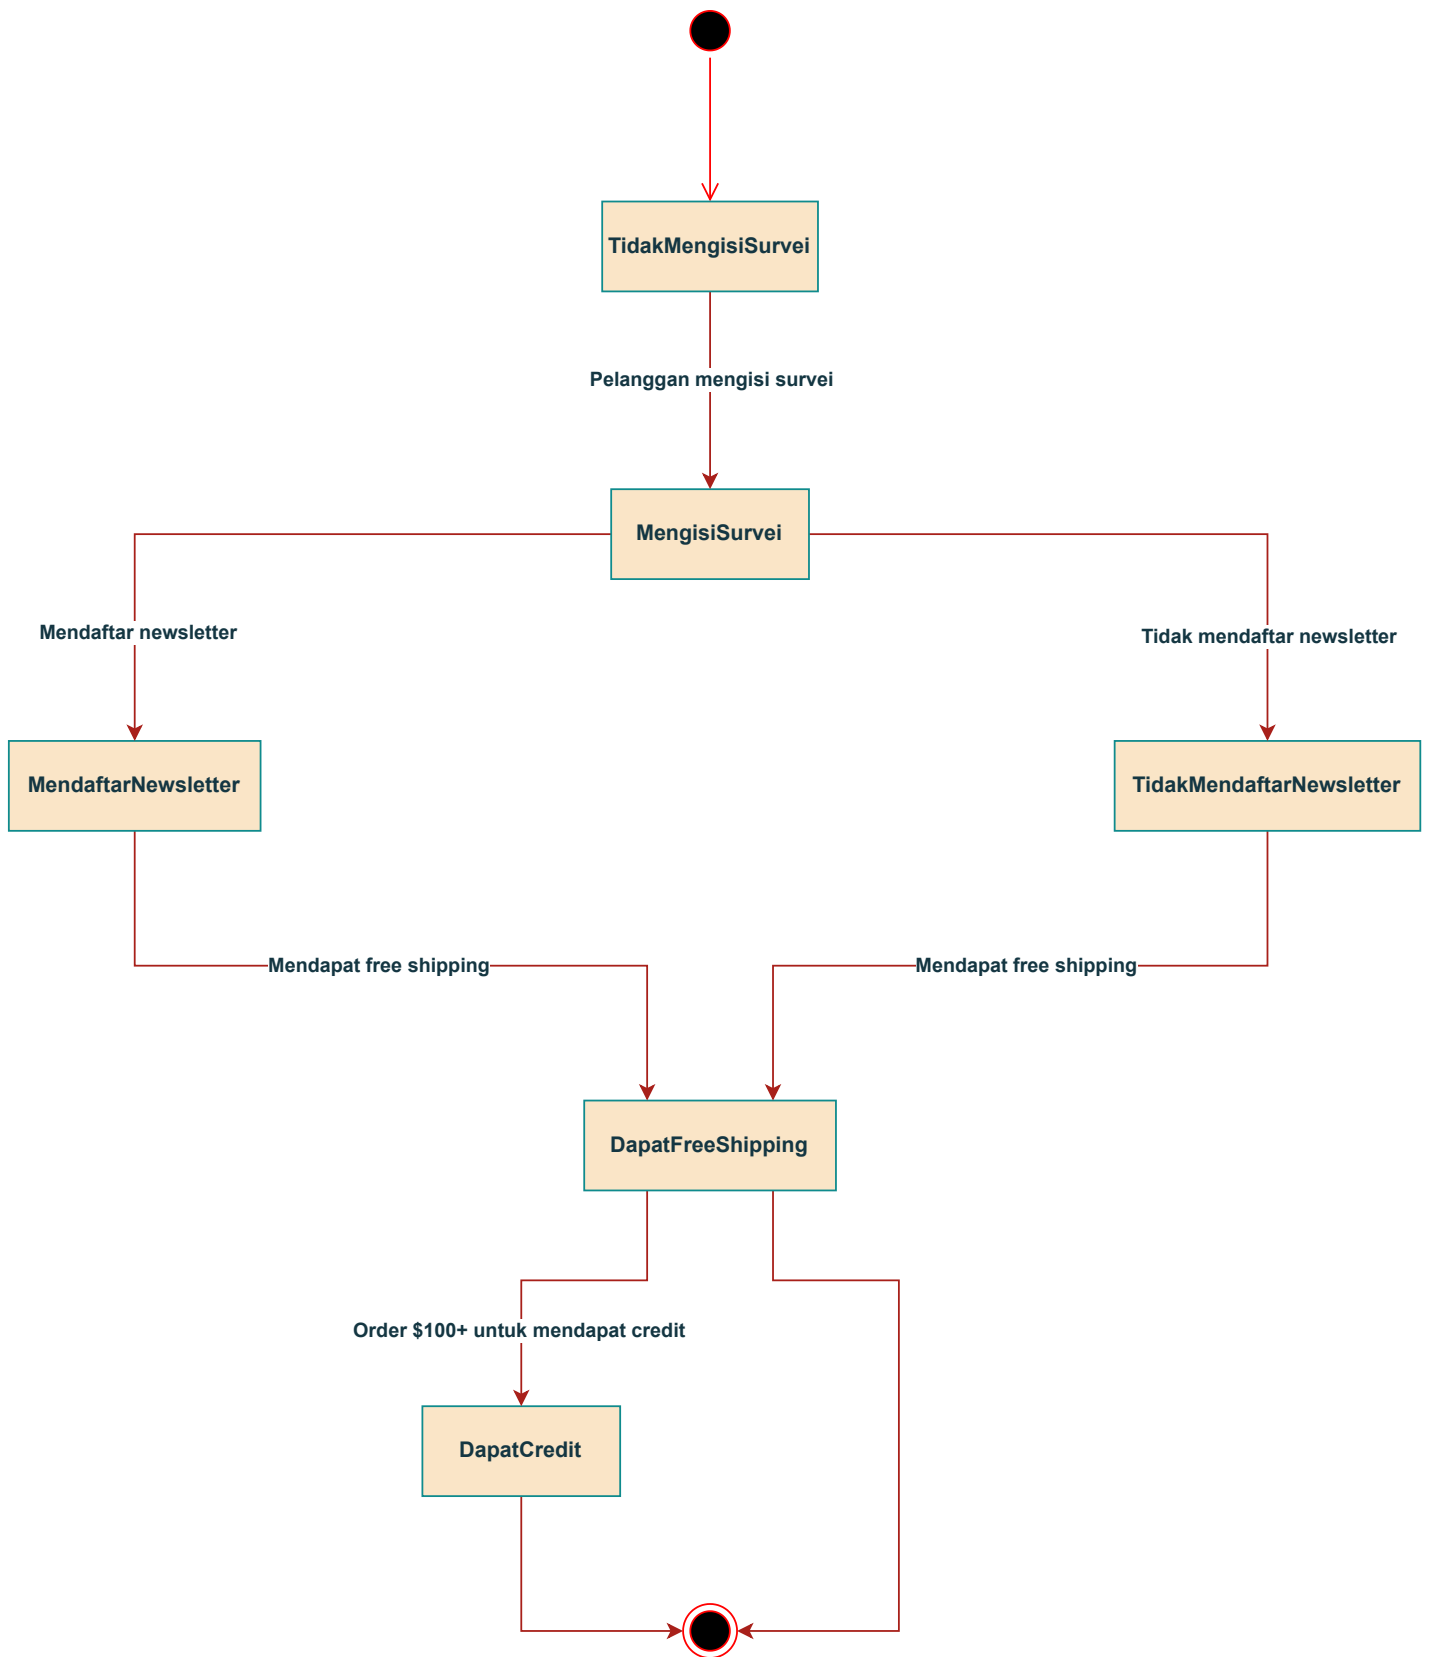 TidakMengisiSurvei
Pelanggan mengisi survei
MengisiSurvei
Mendaftar newsletter
Tidak mendaftar newsletter
MendaftarNewsletter
TidakMendaftarNewsletter
Mendapat free shipping
Mendapat free shipping
DapatFreeShipping
Order $100+ untuk mendapat credit
DapatCredit